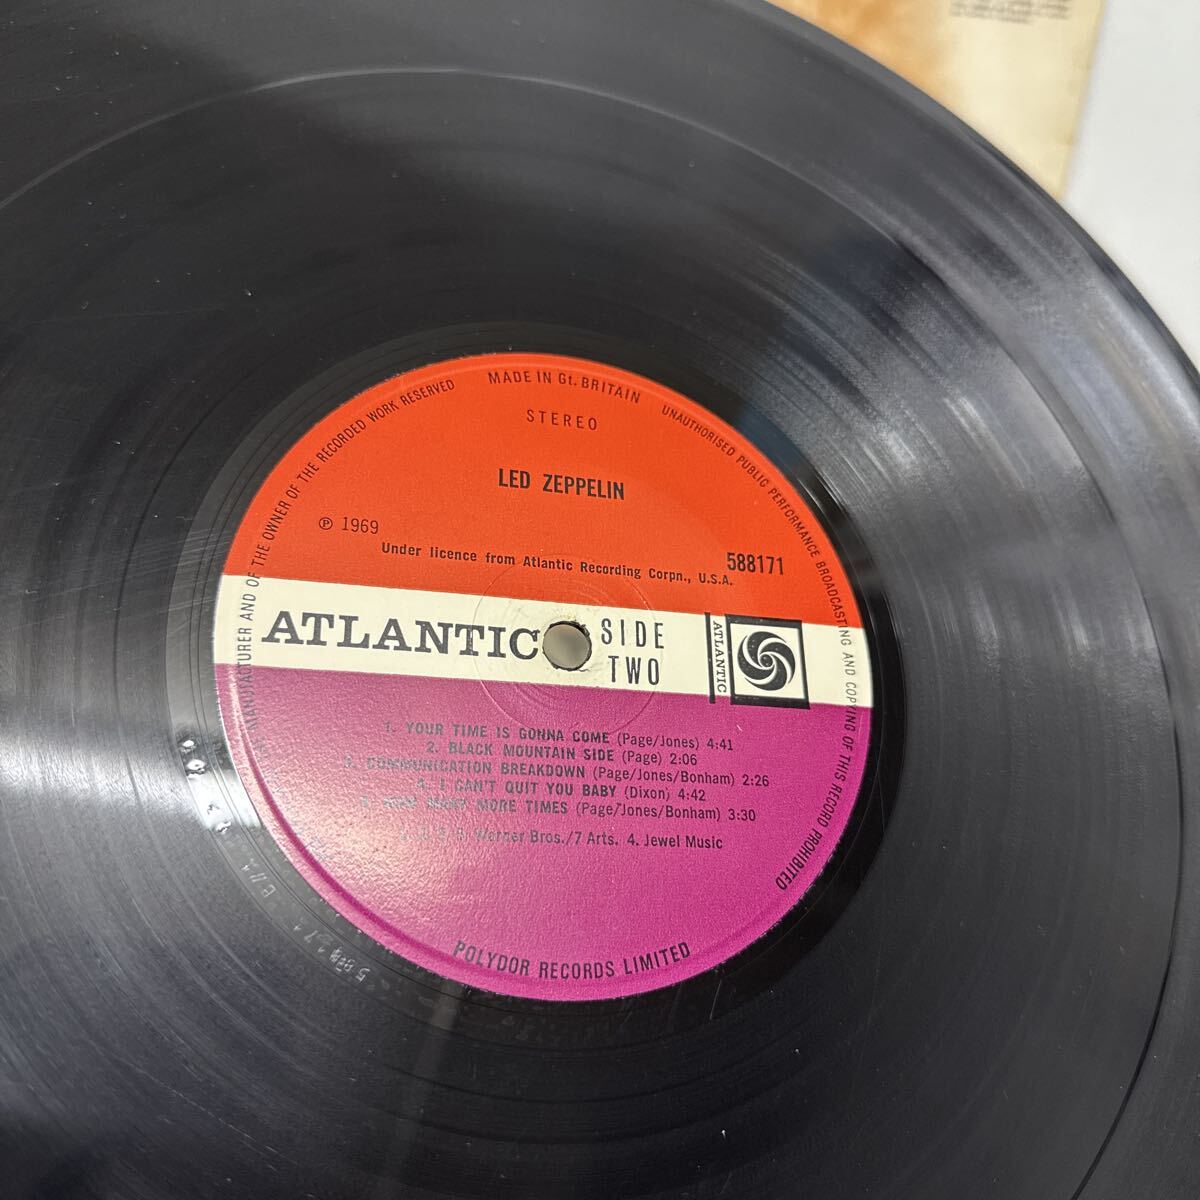 MANUFACTURER AND OF THE OWNER OF THE RECORDED WORK RESERVED
MADE IN Gt. BRITAIN
UNAUTHORISED PUBLIC PERFORMANCE BROADCASTING AND COPYING OF THIS RECORD PROHIBITED
STEREO
LED ZEPPELIN
℗ 1969
Under licence from Atlantic Recording Corpn., U.S.A.
588171
ATLANTIC
SIDE
TWO
ATLANTIC
1. YOUR TIME IS GONNA COME (Page/Jones) 4:41
2. BLACK MOUNTAIN SIDE (Page) 2:06
3. COMMUNICATION BREAKDOWN (Page/Jones/Bonham) 2:26
4. I CAN'T QUIT YOU BABY (Dixon) 4:42
HOW MANY MORE TIMES (Page/Jones/Bonham) 3:30
Warner Bros./7 Arts. 4. Jewel Music
POLYDOR RECORDS LIMITED